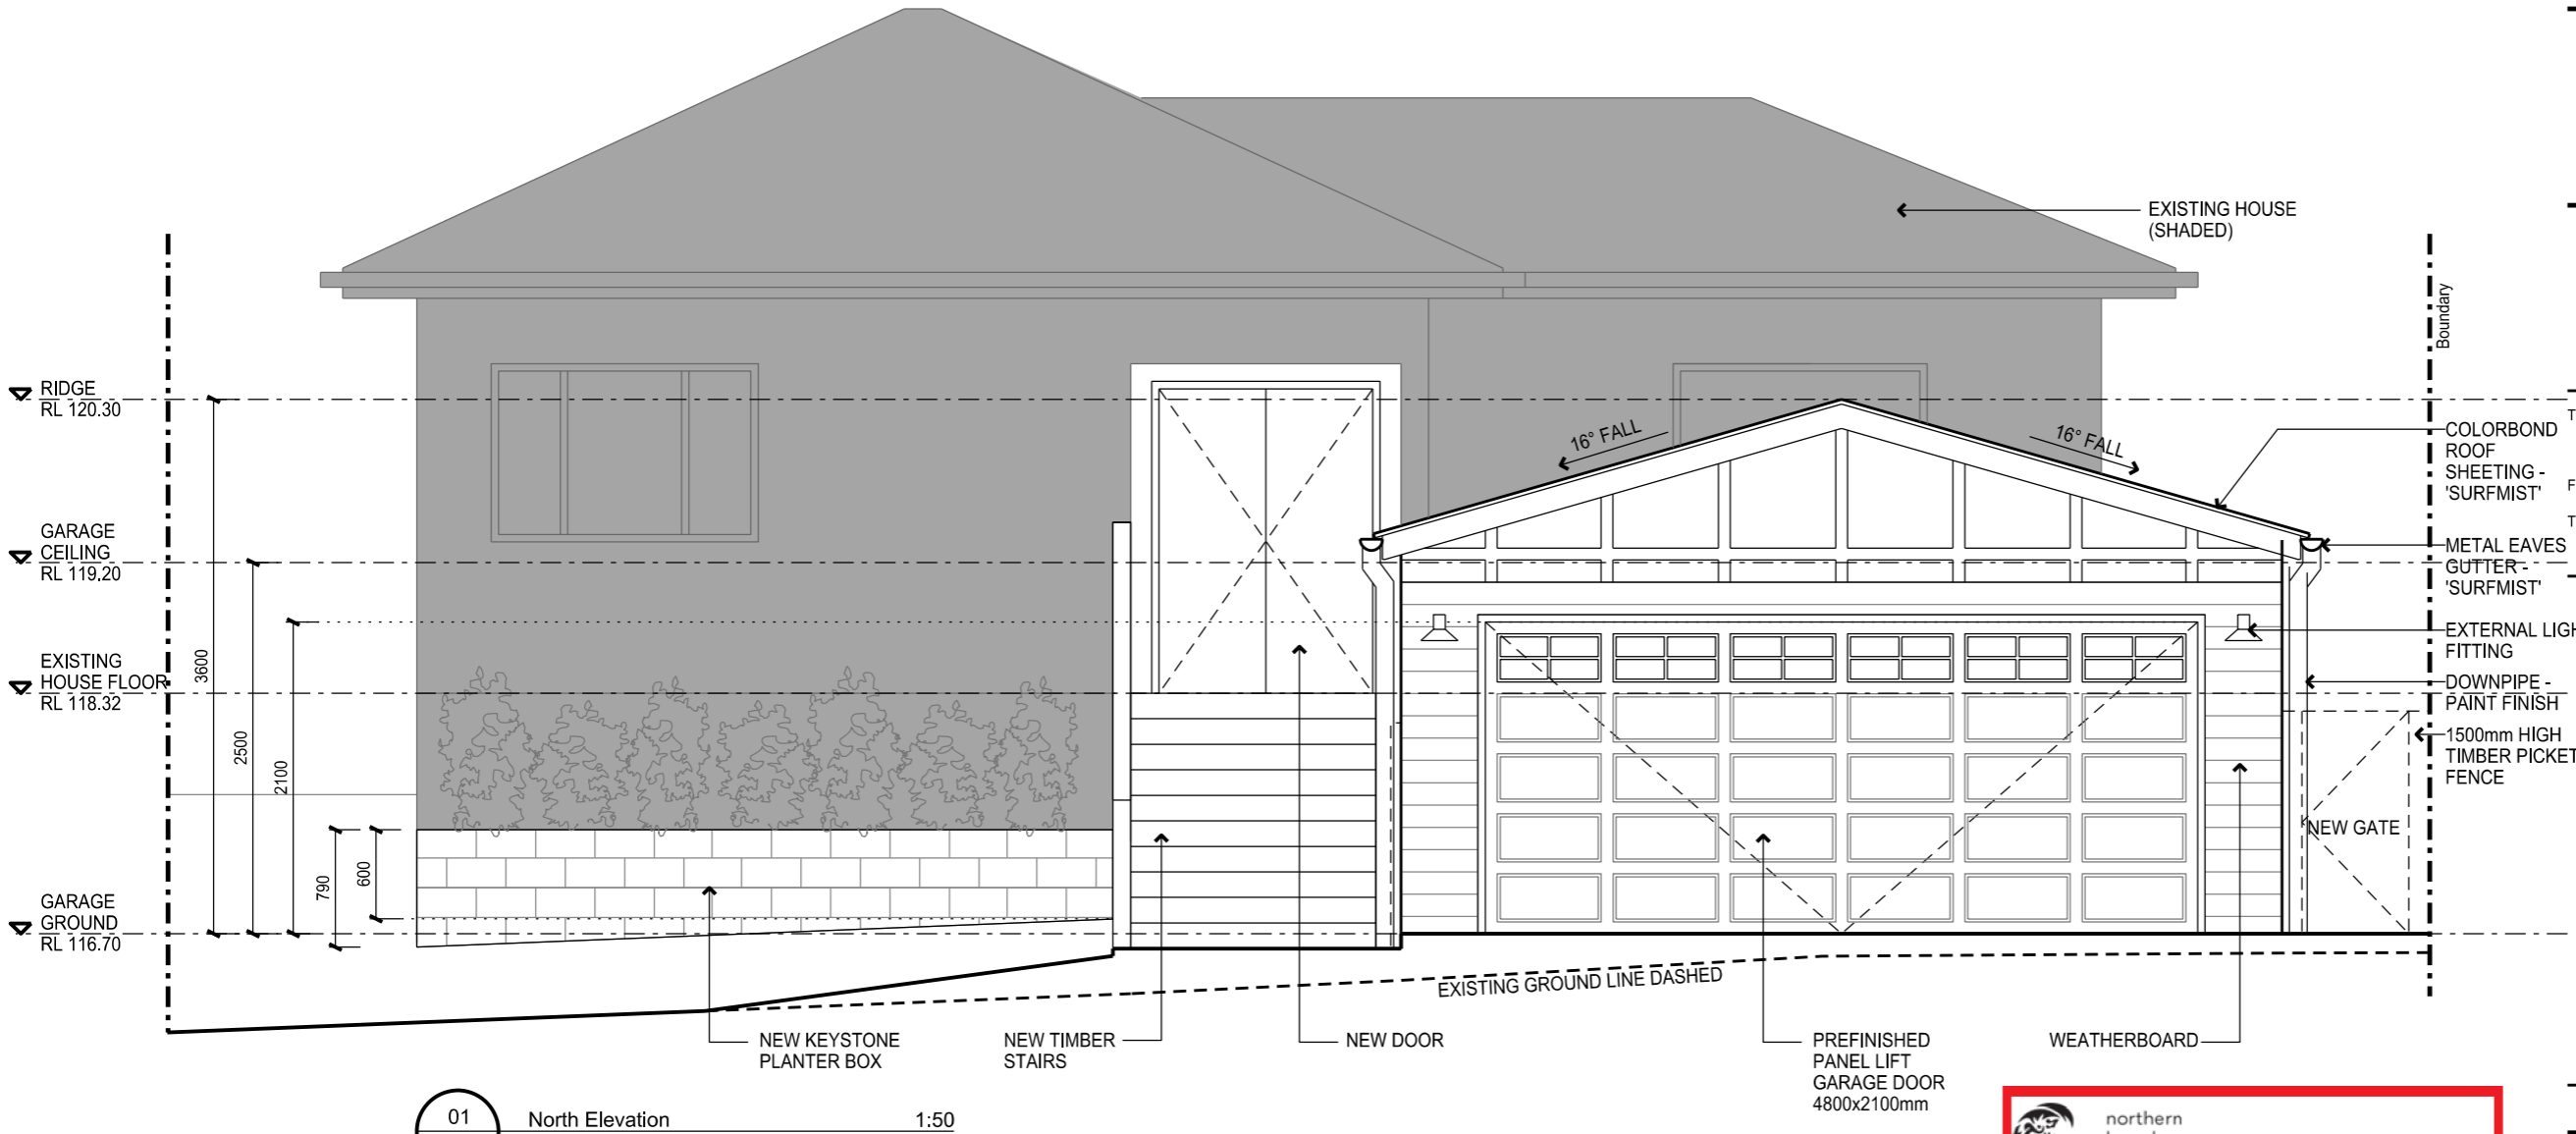 EXISTING HOUSE
(SHADED)
Boundary
RIDGE
RL 120.30
GARAGE
CEILING
RL 119.20
EXISTING
HOUSE FLOOR
RL 118.32
GARAGE
GROUND
RL 116.70
3600
2500
2100
790
600
16° FALL
16° FALL
COLORBOND
ROOF
SHEETING -
'SURFMIST'
METAL EAVES
GUTTER -
'SURFMIST'
EXTERNAL
FITTING
DOWNPIPE -
PAINT FINISH
1500mm HIGH
TIMBER PICKET
FENCE
NEW GATE
EXISTING GROUND LINE DASHED
NEW KEYSTONE
PLANTER BOX
NEW TIMBER
STAIRS
NEW DOOR
PREFINISHED
PANEL LIFT
GARAGE DOOR
4800x2100mm
WEATHERBOARD
01
North Elevation
1:50
northern